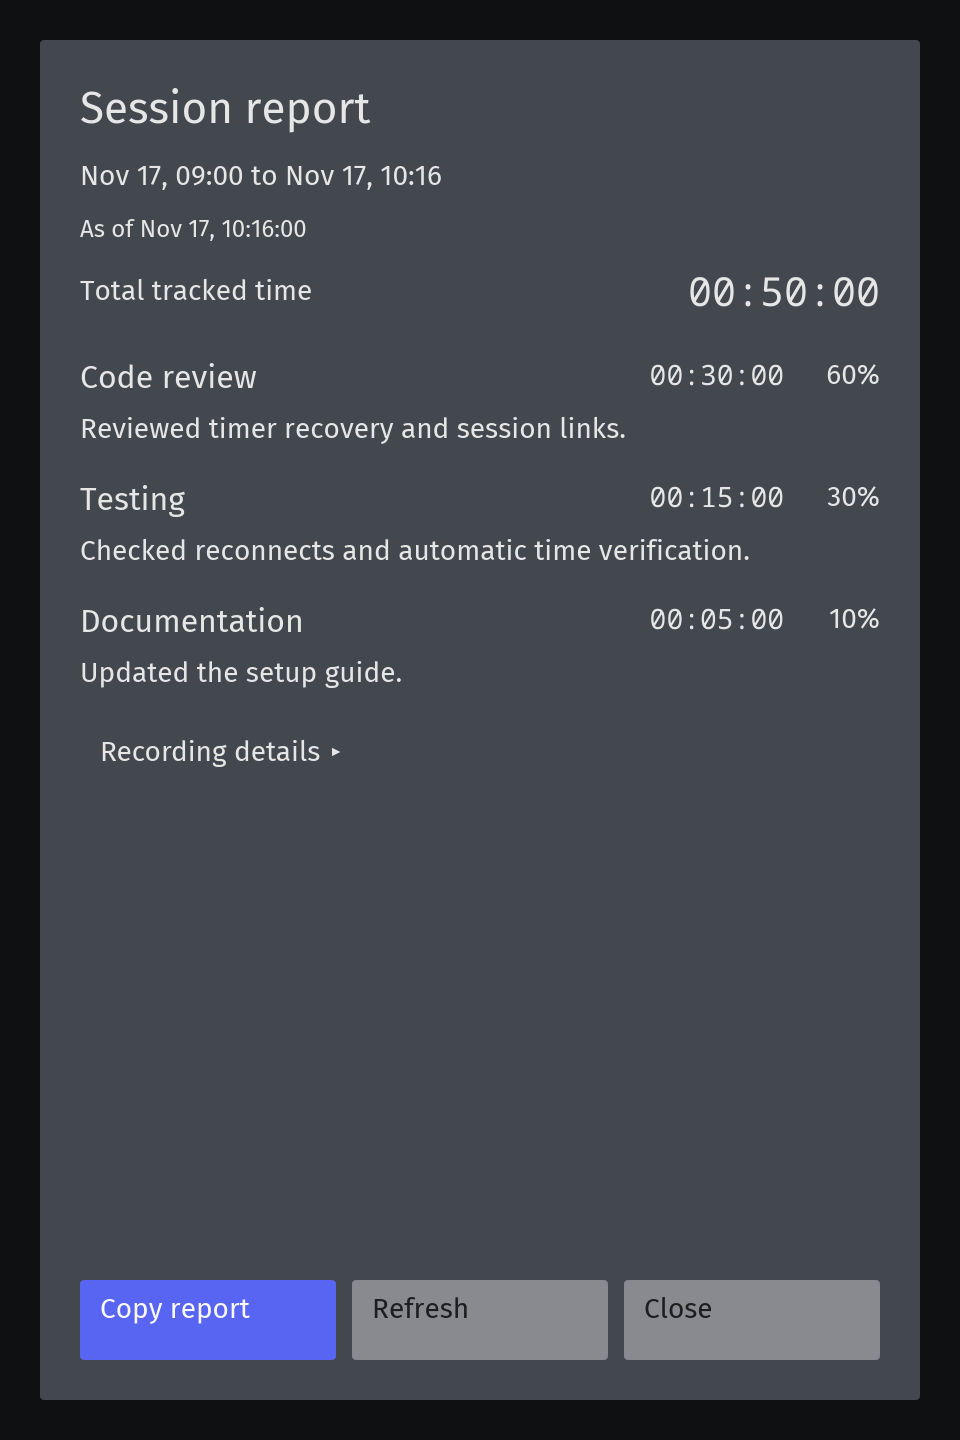 Session report
Nov 17, 09:00 to Nov 17, 10:16
As of Nov 17, 10:16:00
Total tracked time 00:50:00
Code review 00:30:00 60%
Reviewed timer recovery and session links.
Testing 00:15:00 30%
Checked reconnects and automatic time verification.
Documentation 00:05:00 10%
Updated the setup guide.
Recording details ▸
Copy report Refresh Close